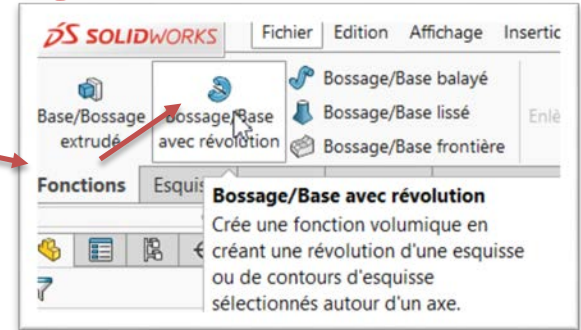 SOLIDWORKS Fichier Edition Affichage Insertic
Base/Bossage
extrudé
Bossage/Base
avec révolution
Bossage/Base balayé
Bossage/Base lissé
Bossage/Base frontière
Enlè
Fonctions Esquis
Bossage/Base avec révolution
Crée une fonction volumique en
créant une révolution d'une esquisse
ou de contours d'esquisse
sélectionnés autour d'un axe.